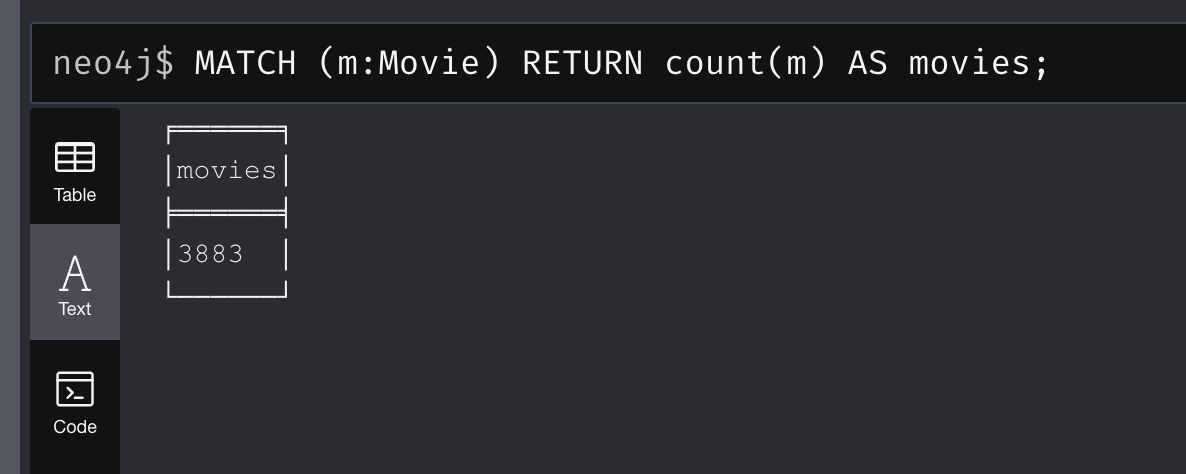 neo4j$ MATCH (m:Movie) RETURN count(m) AS movies;
Table
Text
Code
movies
3883